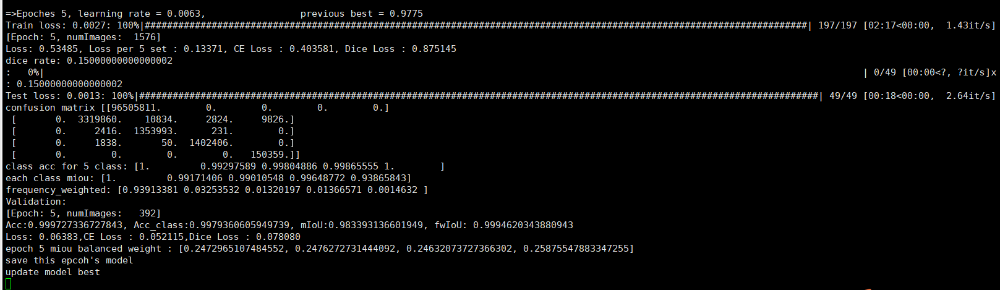 =>Epoches 5, learning rate = 0.0063,                 previous best = 0.9775
Train loss: 0.0027: 100%|#######################################################################################################################| 197/197 [02:17<00:00,  1.43it/s]
[Epoch: 5, numImages:  1576]
Loss: 0.53485, Loss per 5 set : 0.13371, CE Loss : 0.403581, Dice Loss : 0.875145
dice rate: 0.15000000000000002
:   0%|                                                                                                                                                   | 0/49 [00:00<?, ?it/s]x
: 0.15000000000000002
Test loss: 0.0013: 100%|##########################################################################################################################| 49/49 [00:18<00:00,  2.64it/s]
confusion matrix [[96505811.        0.        0.        0.        0.]
 [       0.  3319860.    10834.     2824.     9826.]
 [       0.     2416.  1353993.      231.        0.]
 [       0.     1838.       50.  1402406.        0.]
 [       0.        0.        0.        0.   150359.]]
class acc for 5 class: [1.         0.99297589 0.99804886 0.99865555 1.        ]
each class miou: [1.         0.99171406 0.99010548 0.99648772 0.93865843]
frequency_weighted: [0.93913381 0.03253532 0.01320197 0.01366571 0.0014632 ]
Validation:
[Epoch: 5, numImages:   392]
Acc:0.999727336727843, Acc_class:0.9979360605949739, mIoU:0.983393136601949, fwIoU: 0.9994620343880943
Loss: 0.06383,CE Loss : 0.052115,Dice Loss : 0.078080
epoch 5 miou balanced weight : [0.2472965107484552, 0.2476272731444092, 0.24632073727366302, 0.25875547883347255]
save this epcoh's model
update model best